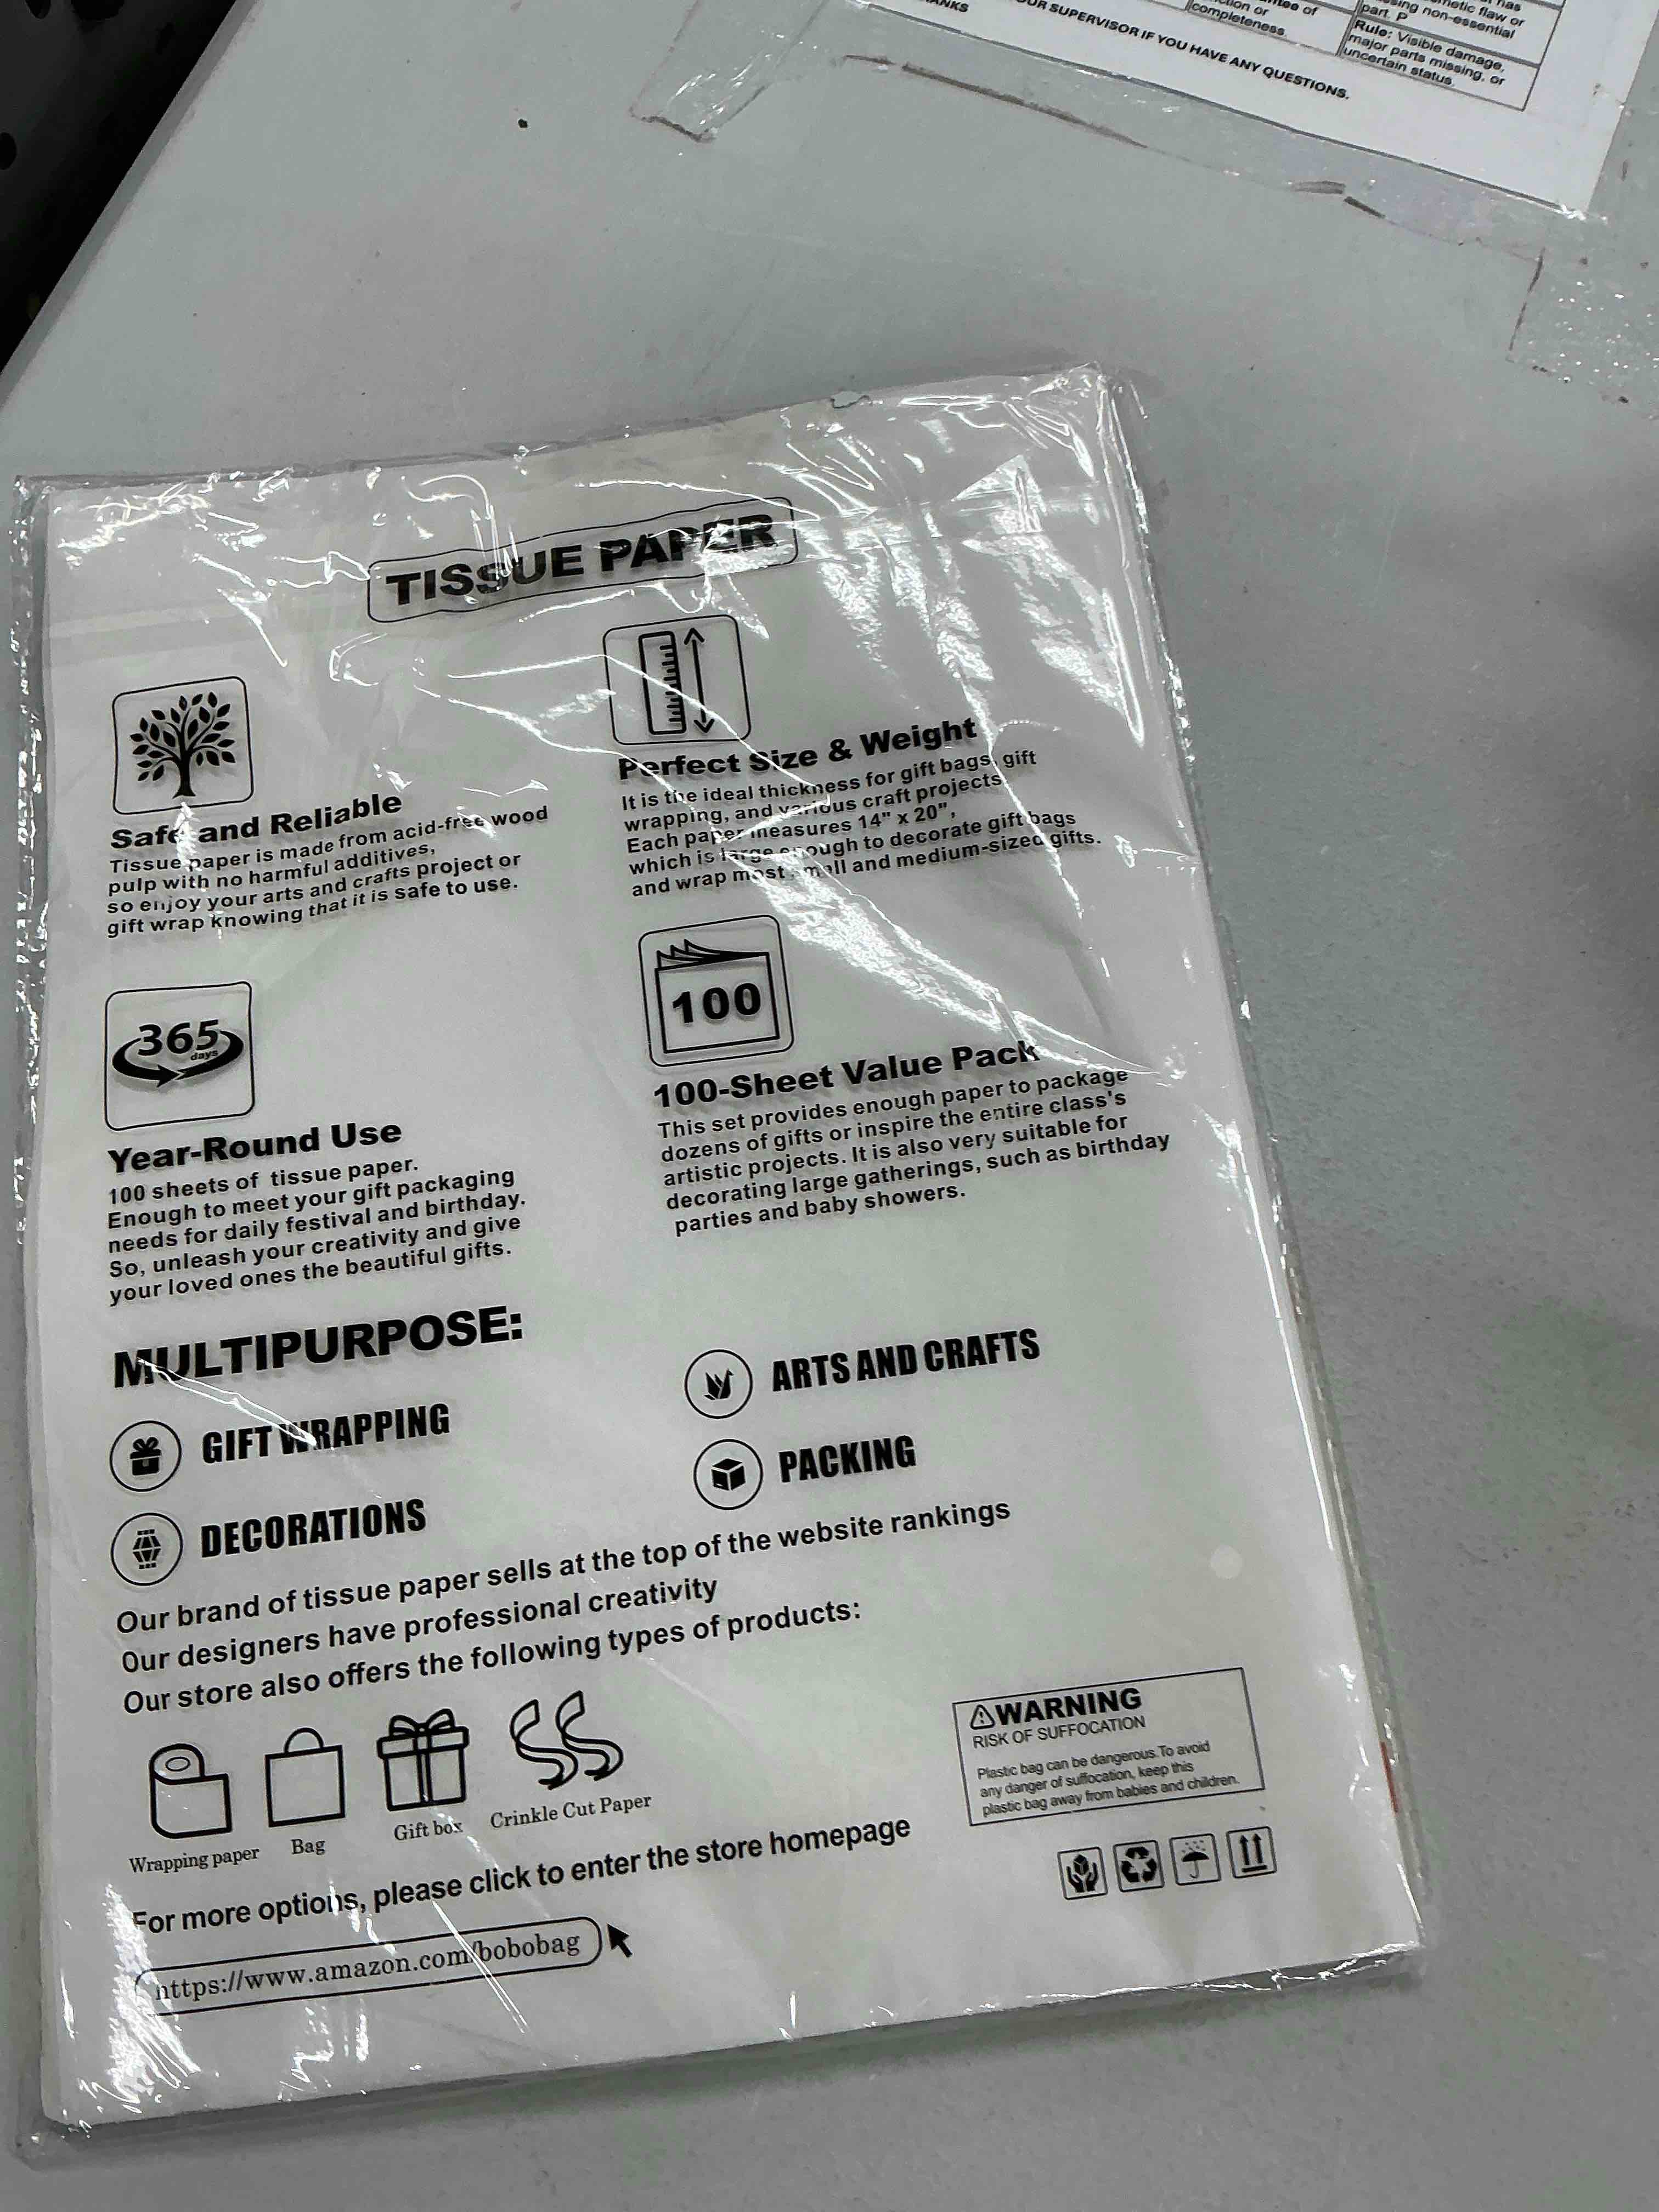 metic flaw or
sing non-essential
part. P
Rule: Visible damage,
major parts missing, or
uncertain status.
of
completeness.
SUPERVISOR IF YOU HAVE ANY QUESTIONS.
TISSUE PAPER
Safe and Reliable
Tissue paper is made from acid-free wood
pulp with no harmful additives,
so enjoy your arts and crafts project or
gift wrap knowing that it is safe to use.
Perfect Size & Weight
It is the ideal thickness for gift bags, gift
wrapping, and various craft projects
Each paper measures 14" x 20",
which is large enough to decorate gift bags
and wrap most small and medium-sized gifts.
365
days
Year-Round Use
100 sheets of tissue paper.
Enough to meet your gift packaging
needs for daily festival and birthday.
So, unleash your creativity and give
your loved ones the beautiful gifts.
100
100-Sheet Value Pack
This set provides enough paper to package
dozens of gifts or inspire the entire class's
artistic projects. It is also very suitable for
decorating large gatherings, such as birthday
parties and baby showers.
MULTIPURPOSE:
GIFT WRAPPING
ARTS AND CRAFTS
DECORATIONS
PACKING
Our brand of tissue paper sells at the top of the website rankings
Our designers have professional creativity
Our store also offers the following types of products:
Wrapping paper
Bag
Gift box
Crinkle Cut Paper
WARNING
RISK OF SUFFOCATION
Plastic bag can be dangerous.To avoid
any danger of suffocation, keep this
plastic bag away from babies and children.
For more options, please click to enter the store homepage
https://www.amazon.com/bobobag